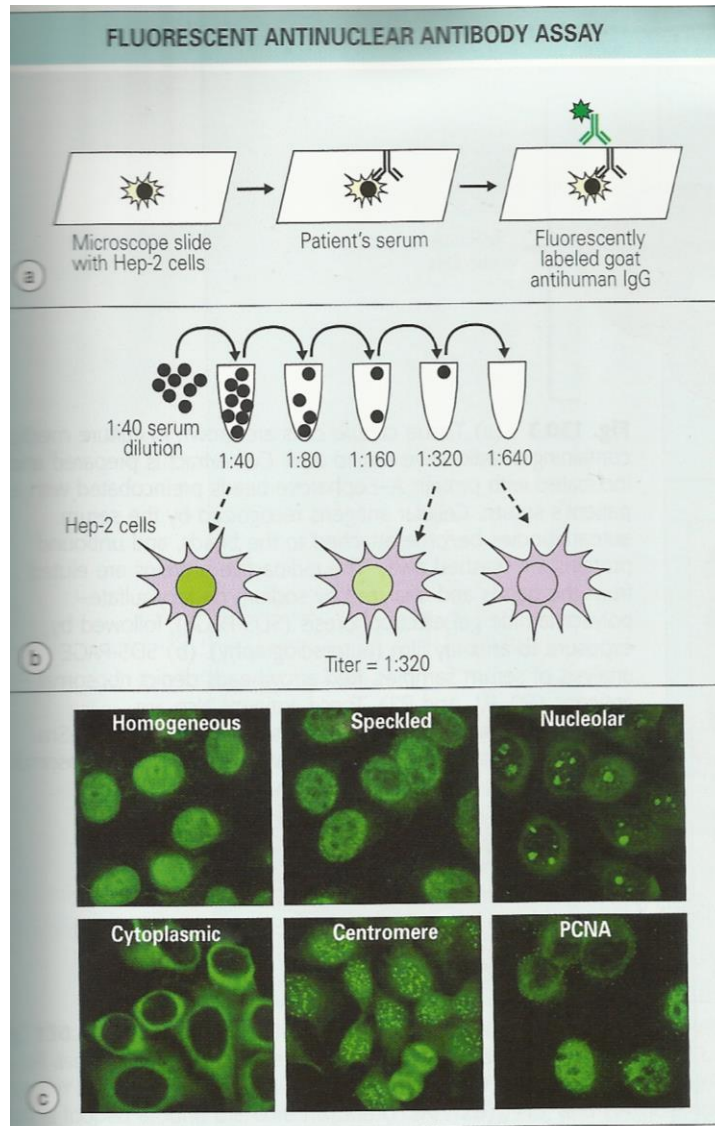 FLUORESCENT ANTINUCLEAR ANTIBODY ASSAY
Microscope slide
with Hep-2 cells
Patient's serum
Fluorescently
labeled goat
antihuman IgG
a
1:40 serum
dilution
1:40
1:80
1:160
1:320
1:640
Hep-2 cells
Titer = 1:320
b
Homogeneous
Speckled
Nucleolar
Cytoplasmic
Centromere
PCNA
c